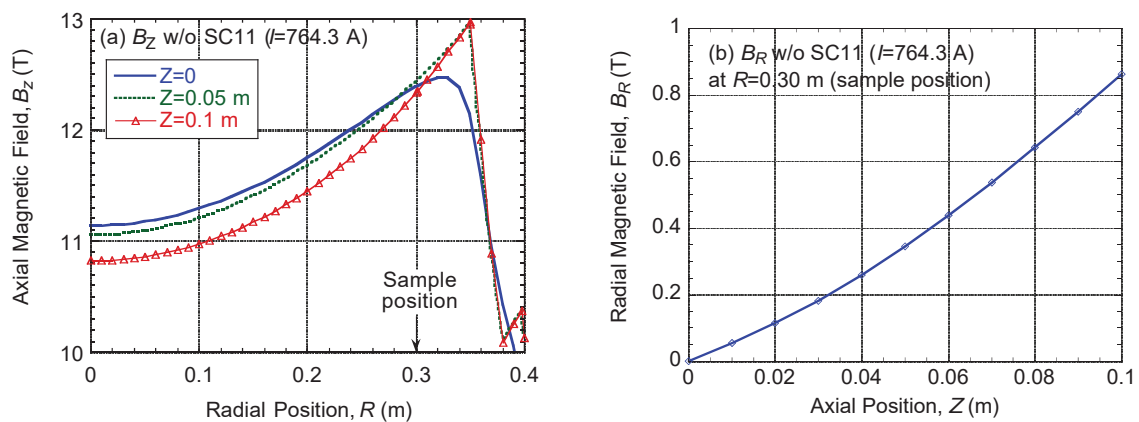 (a) B_Z w/o SC11 (I=764.3 A)
Z=0
Z=0.05 m
Z=0.1 m
Sample
position
Axial Magnetic Field, B_Z (T)
13
12
11
10
0
0.1
0.2
0.3
0.4
Radial Position, R (m)
(b) B_R w/o SC11 (I=764.3 A)
at R=0.30 m (sample position)
Radial Magnetic Field, B_R (T)
1
0.8
0.6
0.4
0.2
0
0
0.02
0.04
0.06
0.08
0.1
Axial Position, Z (m)